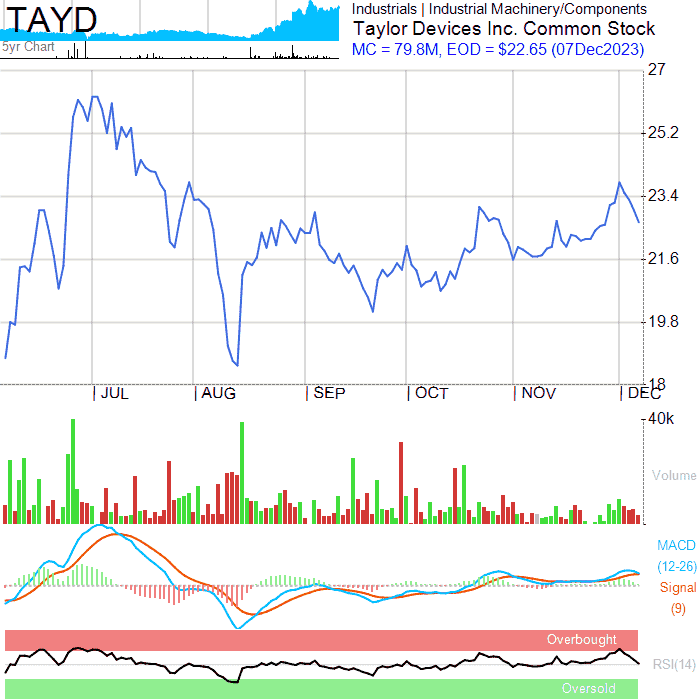 TAYD
5yr Chart
Industrials | Industrial Machinery/Components
Taylor Devices Inc. Common Stock
MC = 79.8M, EOD = $22.65 (07Dec2023)
27
25.2
23.4
21.6
19.8
18
JUL AUG SEP OCT NOV DEC
40k
Volume
MACD
(12-26)
Signal
(9)
Overbought
RSI(14)
Oversold